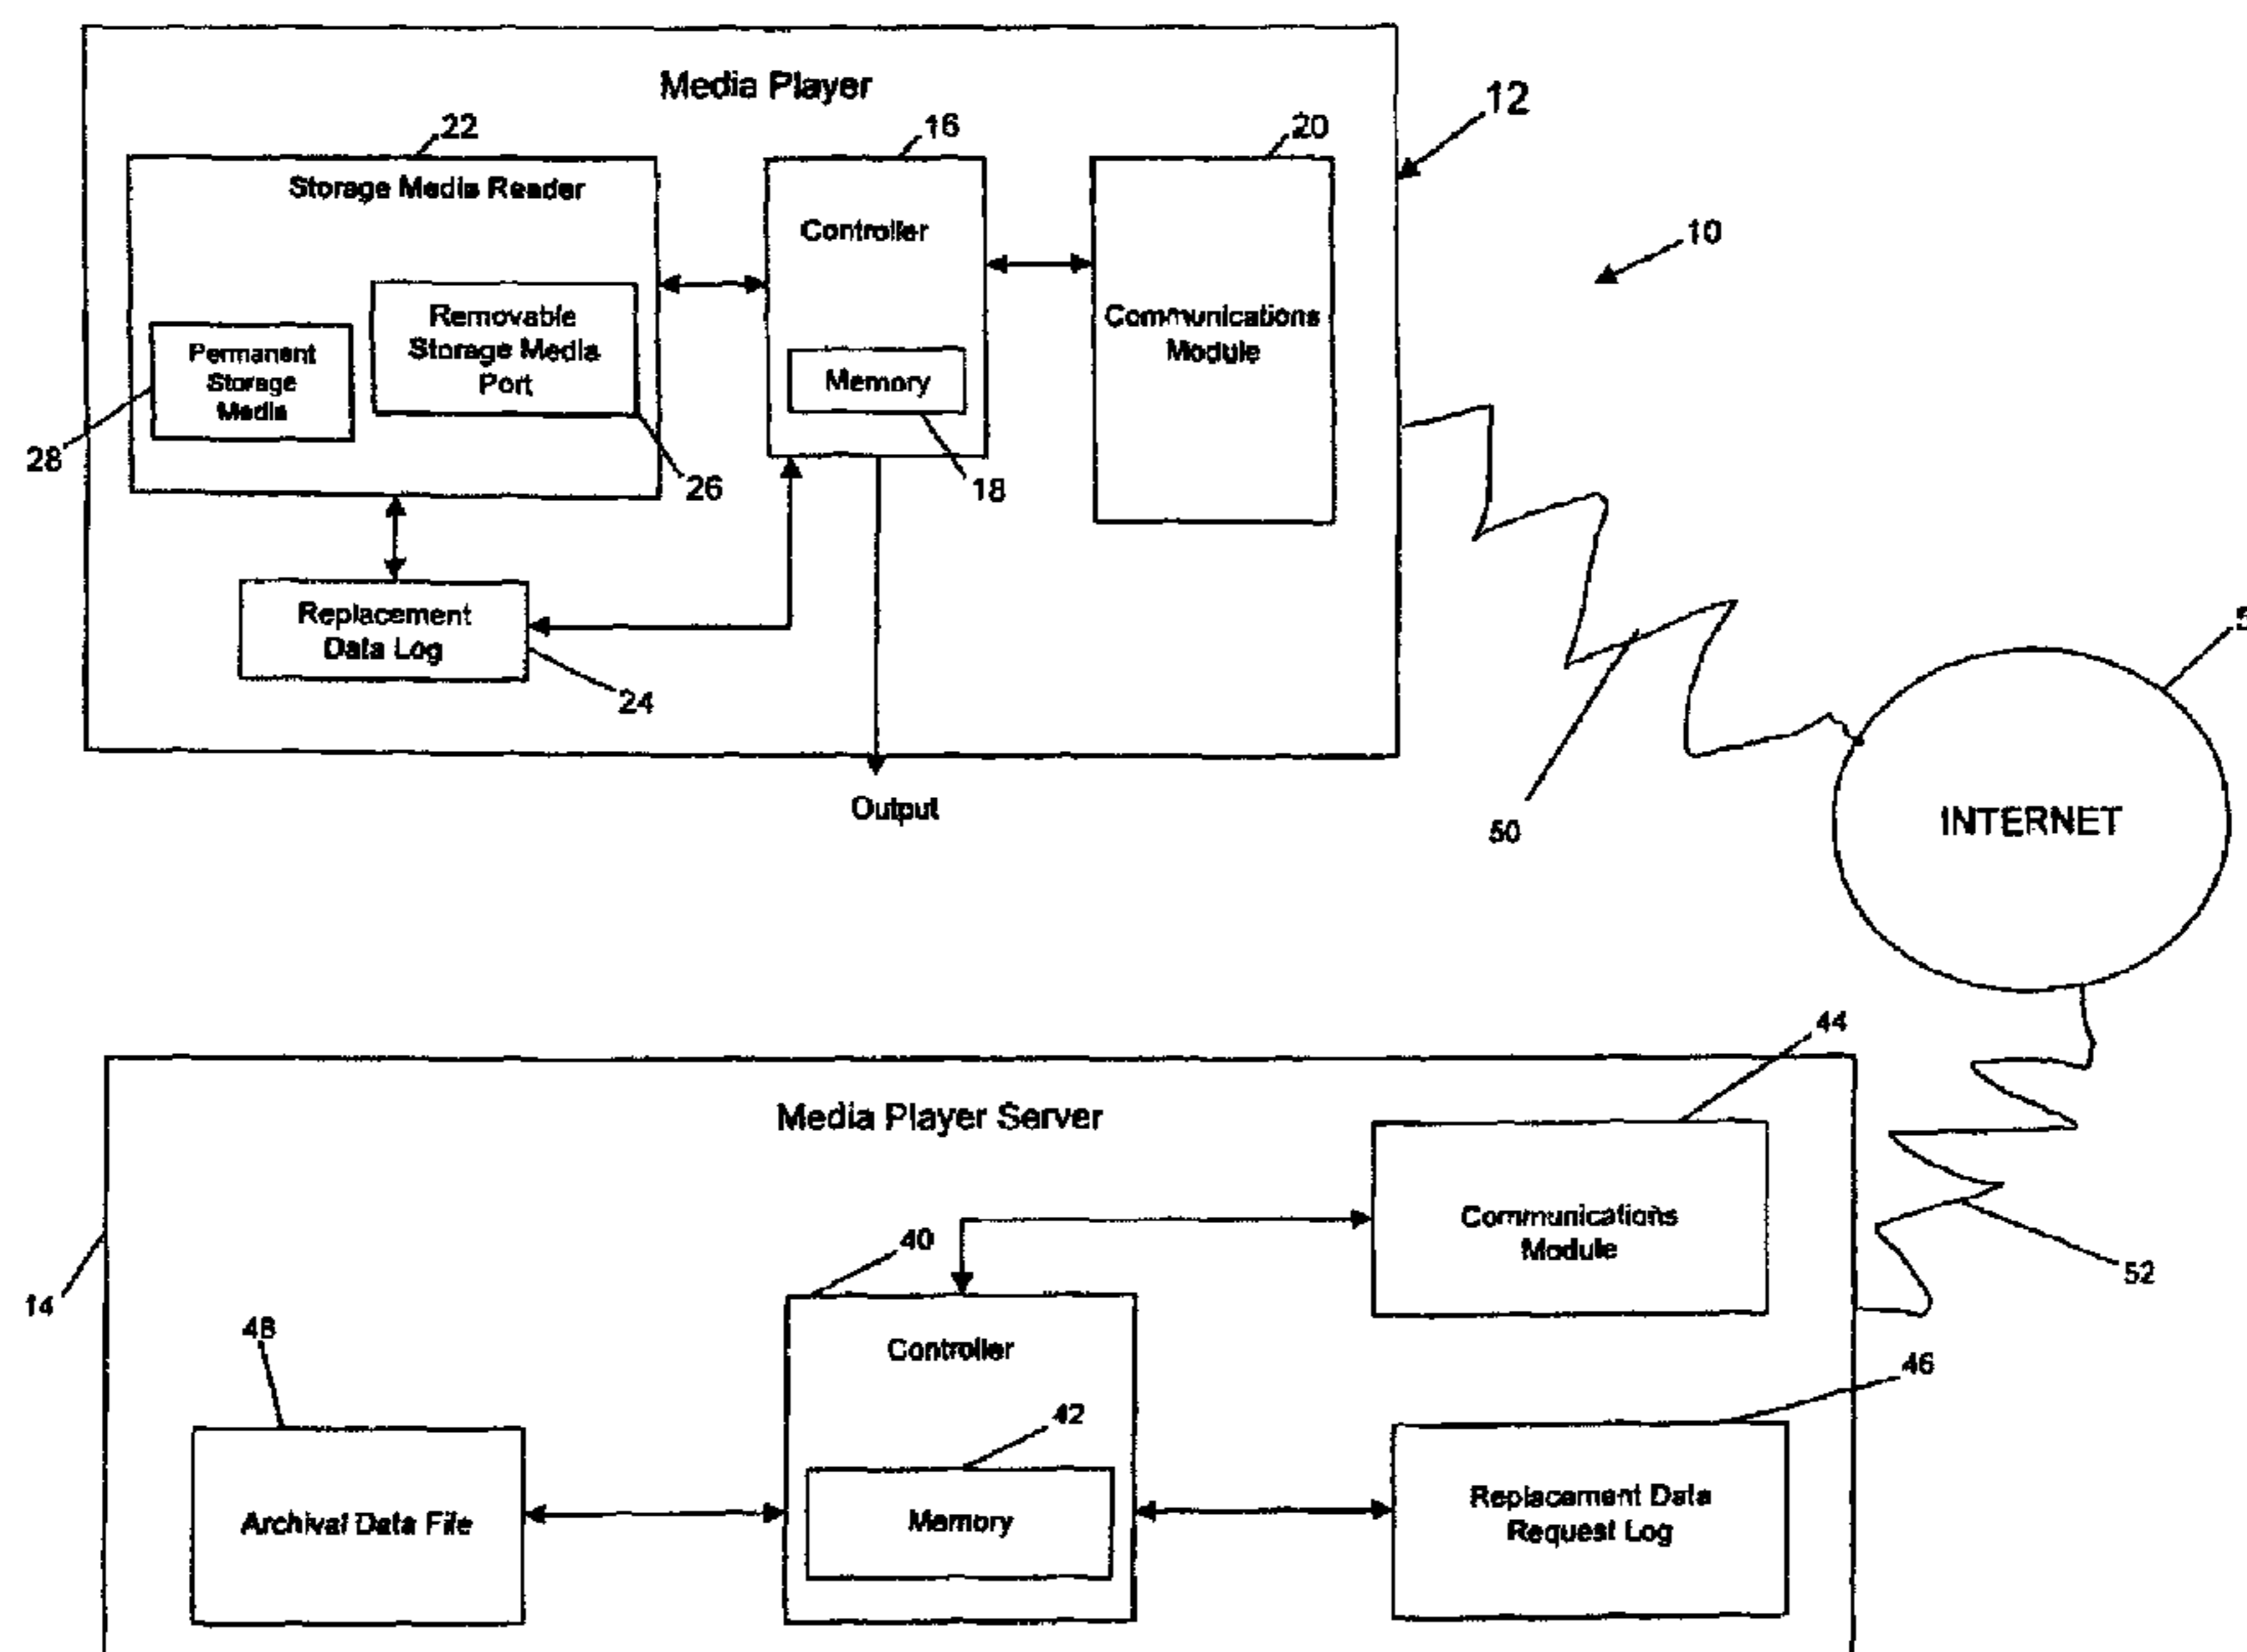 Media Player
12
22
16
20
Storage Media Reader
Controller
10
Removable
Storage Media
Port
Communications
Module
Permanent
Storage
Media
Memory
28
26
18
Replacement
Data Log
24
Output
50
INTERNET
44
Media Player Server
Communications
Module
40
52
14
48
Controller
46
42
Archival Data File
Memory
Replacement Data
Request Log